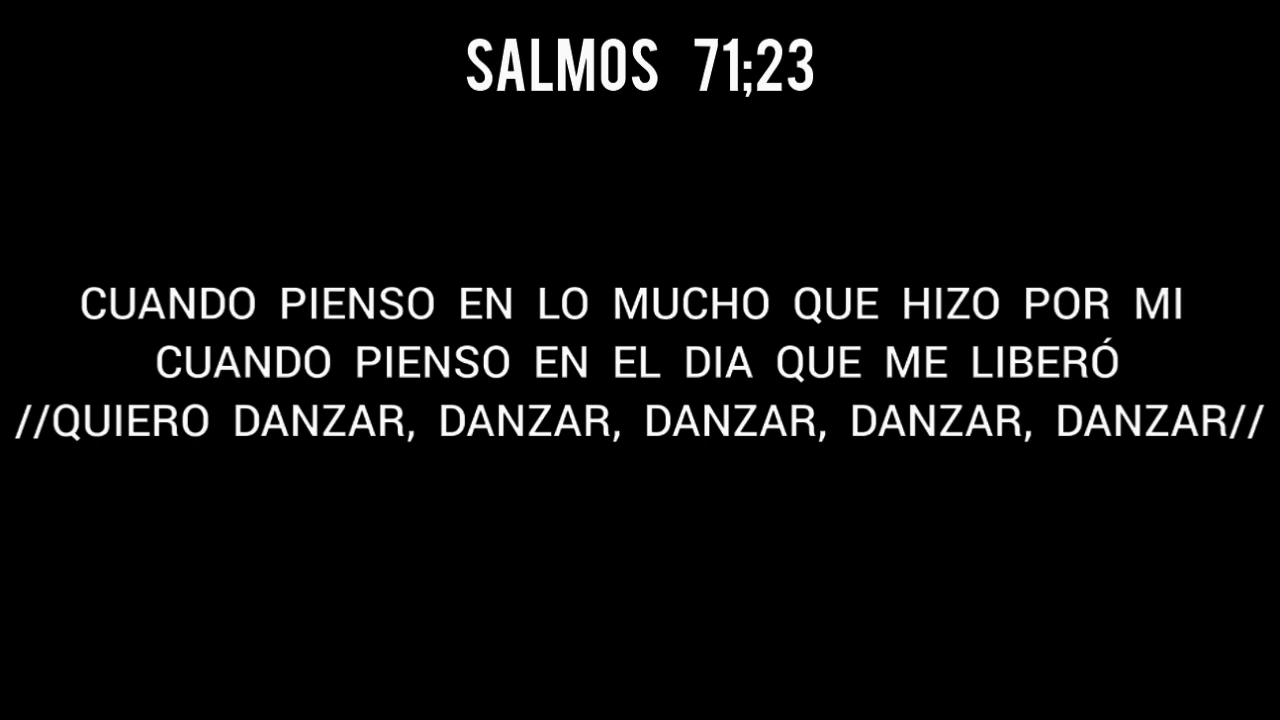 SALMOS 71;23
CUANDO PIENSO EN LO MUCHO QUE HIZO POR MI
CUANDO PIENSO EN EL DIA QUE ME LIBERÓ
//QUIERO DANZAR, DANZAR, DANZAR, DANZAR, DANZAR//